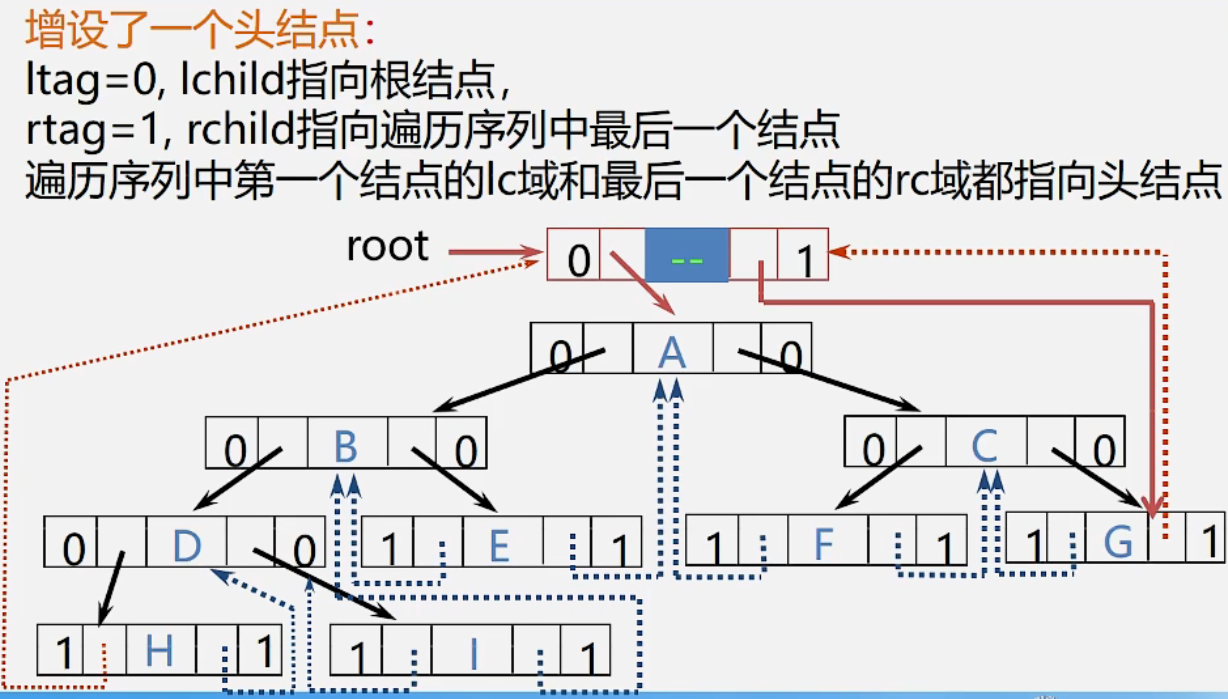 增设了一个头结点：
ltag=0, lchild指向根结点，
rtag=1, rchild指向遍历序列中最后一个结点
遍历序列中第一个结点的lc域和最后一个结点的rc域都指向头结点
root 0 -- 1
0 A 0
0 B 0 0 C 0
0 D 0 1 E 1 1 F 1 1 G 1
1 H 1 1 I 1